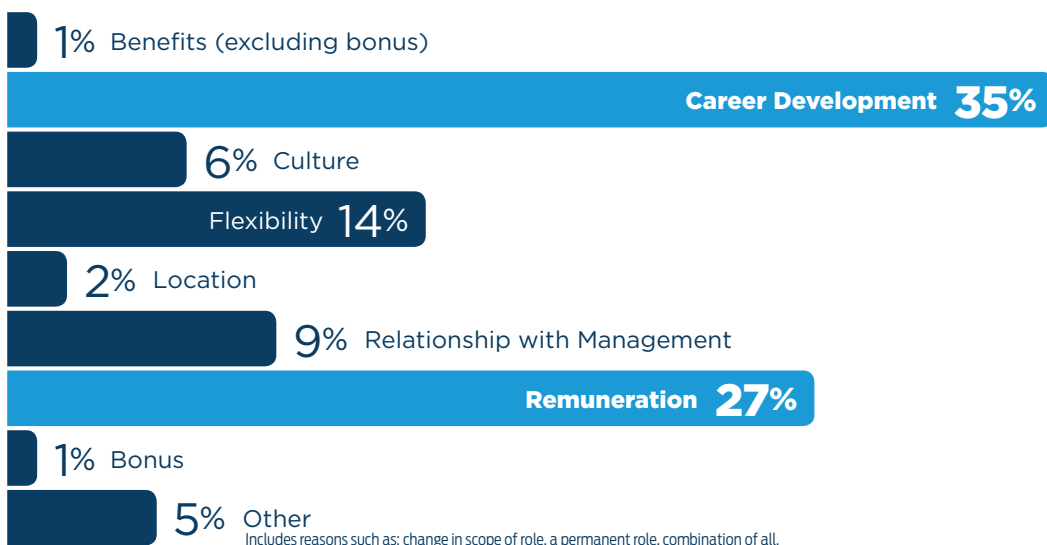 1% Benefits (excluding bonus)
Career Development 35%
6% Culture
Flexibility 14%
2% Location
9% Relationship with Management
Remuneration 27%
1% Bonus
5% Other
Includes reasons such as: change in scope of role, a permanent role, combination of all.